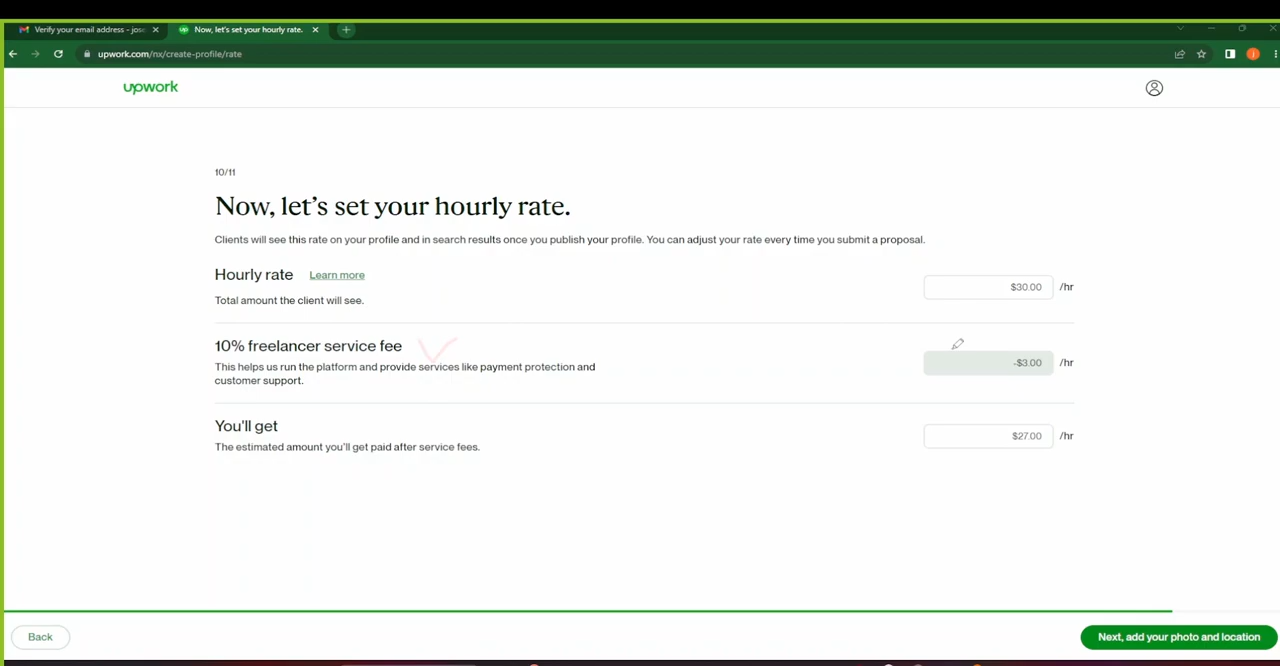 Verify your email address - jose
Now, let's set your hourly rate.
upwork.com/nx/create-profile/rate
upwork
10/11
Now, let's set your hourly rate.
Clients will see this rate on your profile and in search results once you publish your profile. You can adjust your rate every time you submit a proposal.
Hourly rate Learn more
Total amount the client will see.
$30.00 /hr
10% freelancer service fee
This helps us run the platform and provide services like payment protection and
customer support.
-$3.00 /hr
You'll get
The estimated amount you'll get paid after service fees.
$27.00 /hr
Back
Next, add your photo and location